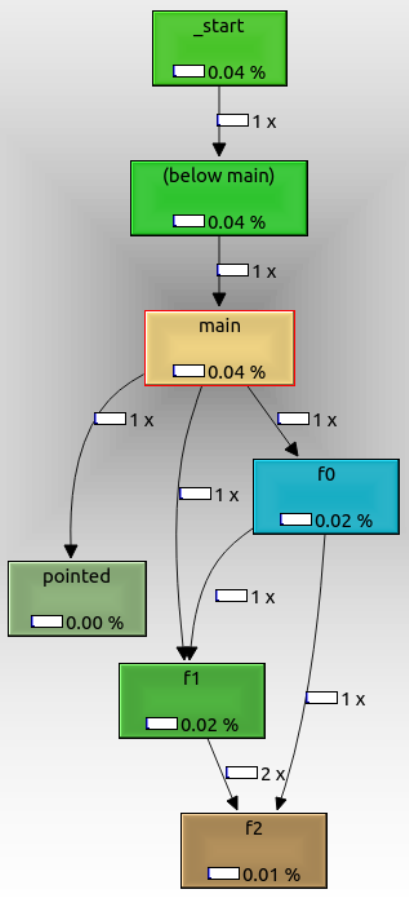 _start
0.04 %
1 x
(below main)
0.04 %
1 x
main
0.04 %
1 x
1 x
1 x
f0
0.02 %
pointed
0.00 %
1 x
f1
0.02 %
1 x
2 x
f2
0.01 %